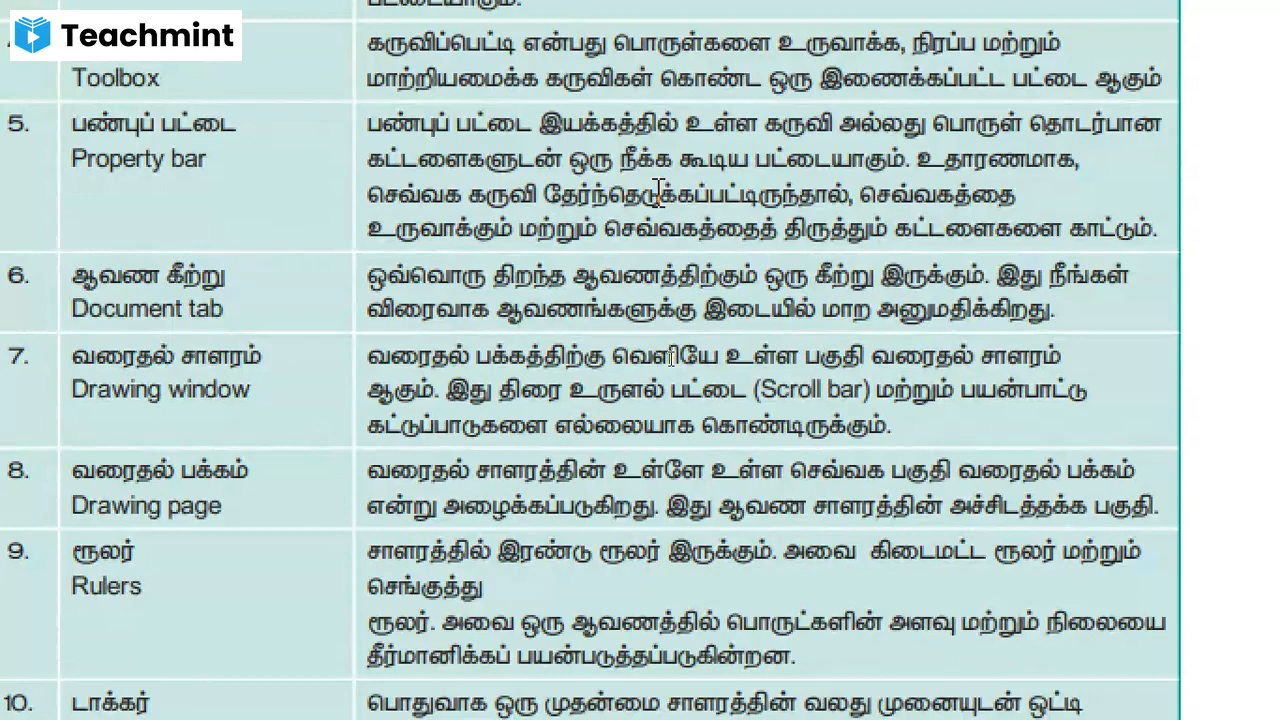 பட்டையாகும்.
Teachmint
கருவிப்பெட்டி என்பது பொருள்களை உருவாக்க, நிரப்ப மற்றும்
Toolbox
மாற்றியமைக்க கருவிகள் கொண்ட ஒரு இணைக்கப்பட்ட பட்டை ஆகும்
5.
பண்புப் பட்டை
Property bar
பண்புப் பட்டை இயக்கத்தில் உள்ள கருவி அல்லது பொருள் தொடர்பான
கட்டளைகளுடன் ஒரு நீக்க கூடிய பட்டையாகும். உதாரணமாக,
செவ்வக கருவி தேர்ந்தெடுக்கப்பட்டிருந்தால், செவ்வகத்தை
உருவாக்கும் மற்றும் செவ்வகத்தைத் திருத்தும் கட்டளைகளை காட்டும்.
6.
ஆவண கீற்று
Document tab
ஒவ்வொரு திறந்த ஆவணத்திற்கும் ஒரு கீற்று இருக்கும். இது நீங்கள்
விரைவாக ஆவணங்களுக்கு இடையில் மாற அனுமதிக்கிறது.
7.
வரைதல் சாளரம்
Drawing window
வரைதல் பக்கத்திற்கு வெளியே உள்ள பகுதி வரைதல் சாளரம்
ஆகும். இது திரை உருளல் பட்டை (Scroll bar) மற்றும் பயன்பாட்டு
கட்டுப்பாடுகளை எல்லையாக கொண்டிருக்கும்.
8.
வரைதல் பக்கம்
Drawing page
வரைதல் சாளரத்தின் உள்ளே உள்ள செவ்வக பகுதி வரைதல் பக்கம்
என்று அழைக்கப்படுகிறது. இது ஆவண சாளரத்தின் அச்சிடத்தக்க பகுதி.
9.
ரூலர்
Rulers
சாளரத்தில் இரண்டு ரூலர் இருக்கும். அவை கிடைமட்ட ரூலர் மற்றும்
செங்குத்து
ரூலர். அவை ஒரு ஆவணத்தில் பொருட்களின் அளவு மற்றும் நிலையை
தீர்மானிக்கப் பயன்படுத்தப்படுகின்றன.
10.
டாக்கர்
பொதுவாக ஒரு முதன்மை சாளரத்தின் வலது முனையுடன் ஒட்டி